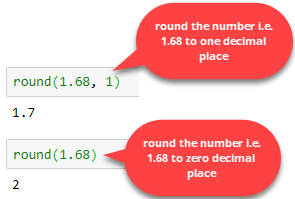 round the number i.e.
1.68 to one decimal
place
round(1.68, 1)
1.7
round(1.68)
2
round the number i.e.
1.68 to zero decimal
place